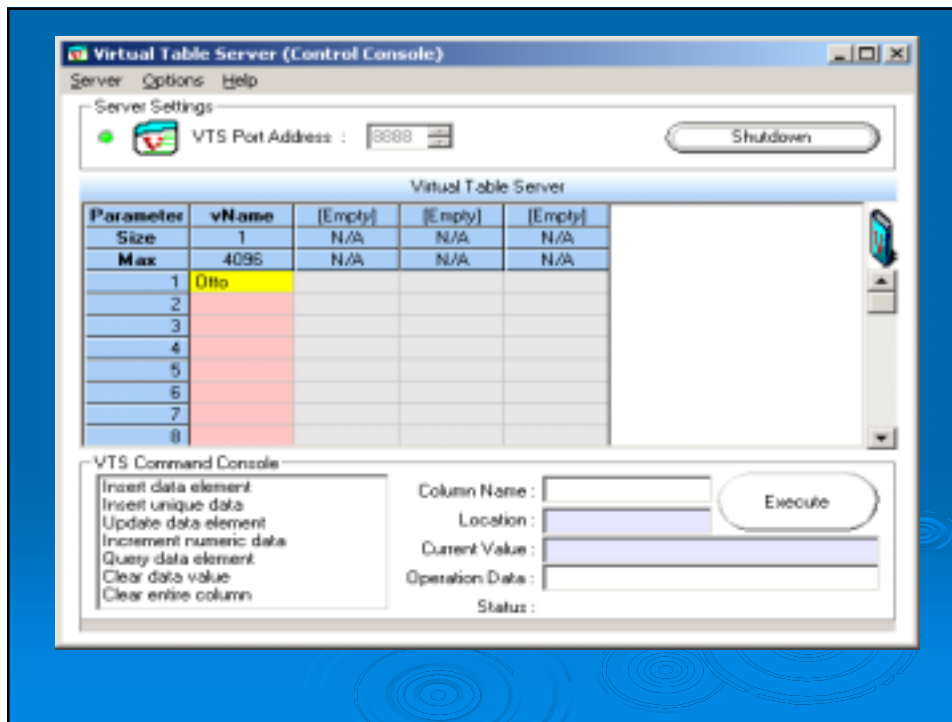 Virtual Table Server (Control Console)
Server Options Help
Server Settings
VTS Port Address : 8888 Shutdown
Virtual Table Server
Parameter vName [Empty] [Empty] [Empty]
Size 1 N/A N/A N/A
Max 4096 N/A N/A N/A
1 Otto
2
3
4
5
6
7
8
VTS Command Console
Insert data element
Insert unique data
Update data element
Increment numeric data
Query data element
Clear data value
Clear entire column
Column Name :
Execute
Location :
Current Value :
Operation Data :
Status :